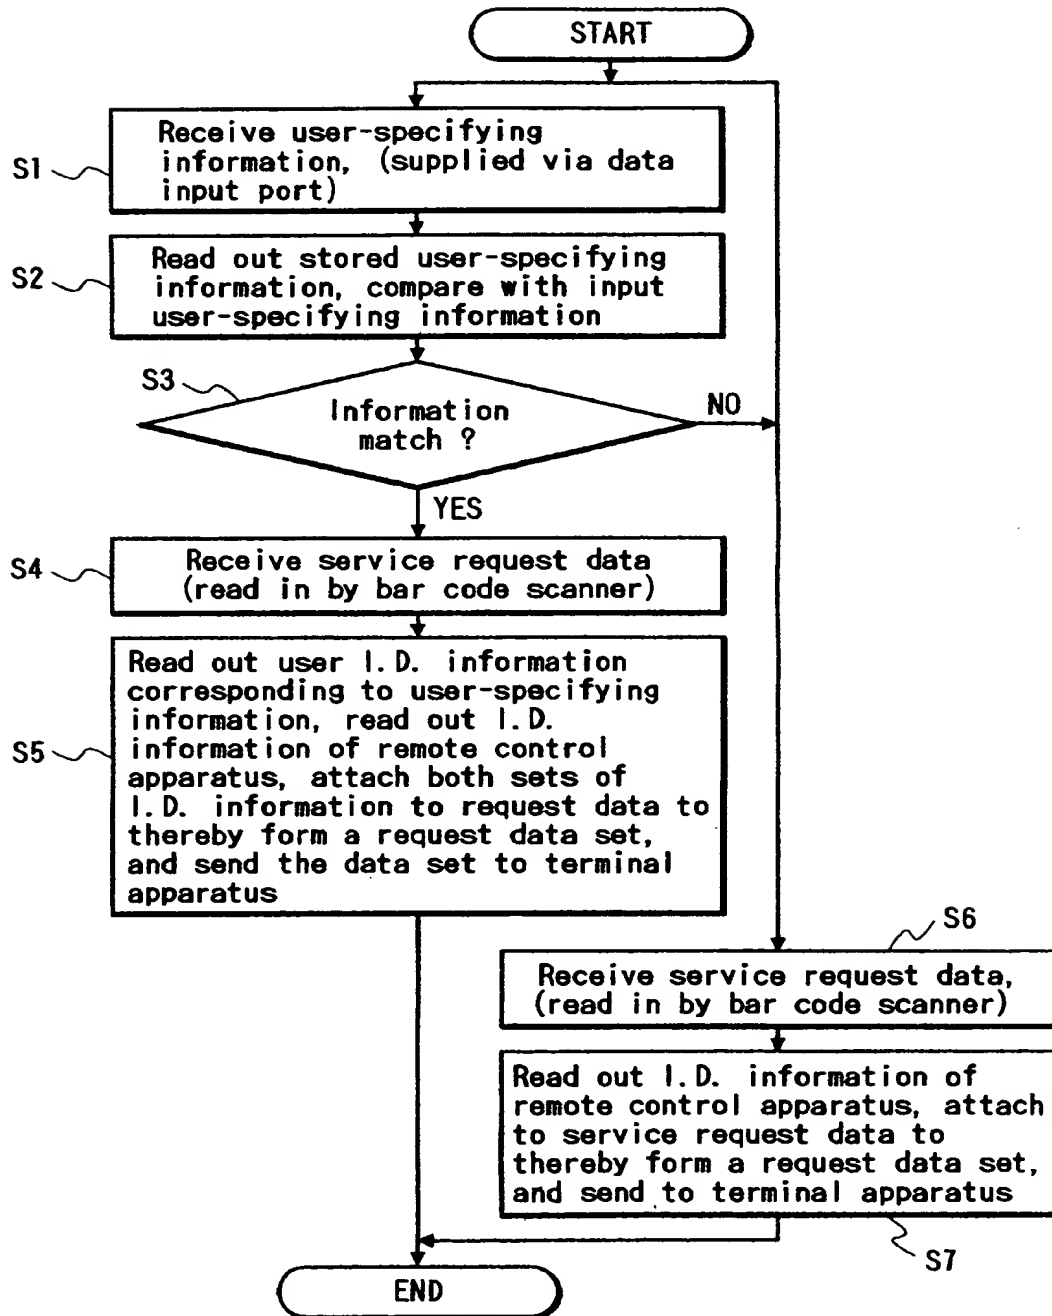 START
S1
Receive user-specifying
information, (supplied via data
input port)
S2
Read out stored user-specifying
information, compare with input
user-specifying information
S3
Information
match ?
NO
YES
S4
Receive service request data
(read in by bar code scanner)
S5
Read out user I.D. information
corresponding to user-specifying
information, read out I.D.
information of remote control
apparatus, attach both sets of
I.D. information to request data to
thereby form a request data set,
and send the data set to terminal
apparatus
S6
Receive service request data,
(read in by bar code scanner)
Read out I.D. information of
remote control apparatus, attach
to service request data to
thereby form a request data set,
and send to terminal apparatus
S7
END